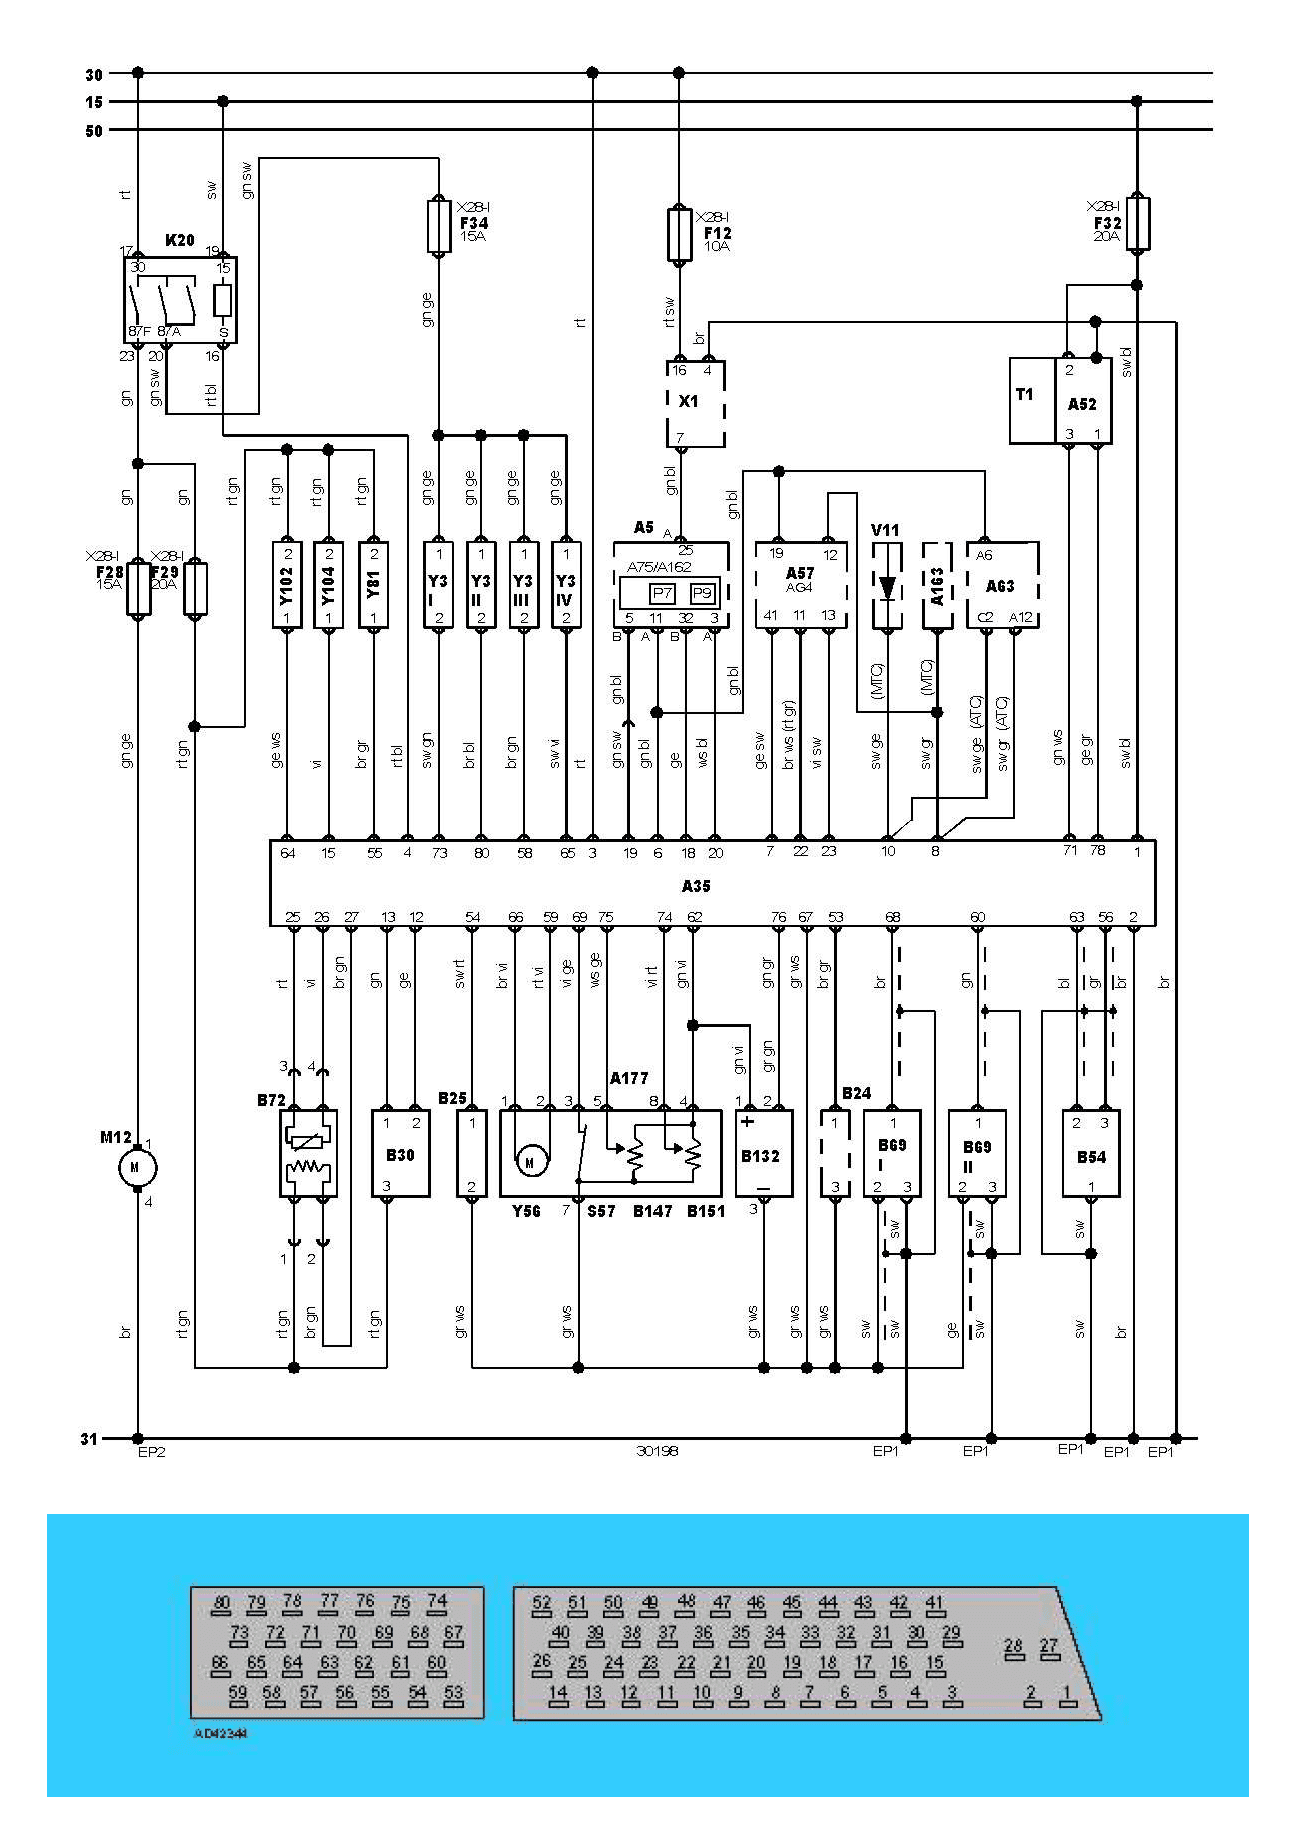 30
15
50
rt
sw
gn sw
X28-I
F34
15A
X28-I
F12
10A
X28-I
F32
20A
17
K20
19
30
15
87F
87A
S
23
20
16
gn
gn sw
rt bl
gn ge
rt
rt sw
br
sw bl
16
4
X1
7
2
T1
A52
3
1
gn
gn
rt gn
rt gn
rt gn
rt gn
gn ge
gn ge
gn ge
gn ge
gn bl
gn bl
X28-I
F28
15A
X28-I
F29
20A
2
Y102
1
2
Y104
1
2
Y81
1
1
Y3
I
2
1
Y3
II
2
1
Y3
III
2
1
Y3
IV
2
A5
A
25
A75/A162
P7
P9
5
11
32
3
B
A
B
A
19
12
A57
AG4
41
11
13
V11
A163
A6
A63
C2
A12
gn bl
gn bl
(MTC)
(MTC)
gn ge
rt gn
ge ws
vi
br gr
rt bl
sw gn
br bl
br gn
sw vi
rt
gn sw
gn bl
ge
ws bl
ge sw
br ws (rt gr)
vi sw
sw ge
sw gr
sw ge (ATC)
sw gr (ATC)
gn ws
ge gr
sw bl
64
15
55
4
73
80
58
65
3
19
6
18
20
7
22
23
10
8
71
78
1
A35
25
26
27
13
12
54
66
59
69
75
74
62
76
67
53
68
60
63
56
2
rt
vi
br gn
gn
ge
sw rt
br vi
rt vi
vi ge
ws ge
vi rt
gn vi
gn gr
gr ws
br gr
br
gn
bl
gr
br
br
gn vi
gr gn
3
4
B72
B25
A177
B24
1
2
B30
3
1
2
1
2
3
5
8
4
M
Y56
7
S57
B147
B151
1
2
+
B132
–
3
1
3
1
B69
I
2
3
1
B69
II
2
3
2
3
B54
1
M12
1
M
4
1
2
sw
sw
sw
br
rt gn
rt gn
br gn
rt gn
gr ws
gr ws
gr ws
gr ws
gr ws
sw
sw
ge
sw
sw
br
31
EP2
30198
EP1
EP1
EP1
EP1
EP1
80 79 78 77 76 75 74
73 72 71 70 69 68 67
66 65 64 63 62 61 60
59 58 57 56 55 54 53
52 51 50 49 48 47 46 45 44 43 42 41
40 39 38 37 36 35 34 33 32 31 30 29 28 27
26 25 24 23 22 21 20 19 18 17 16 15
14 13 12 11 10 9 8 7 6 5 4 3 2 1
AD42344